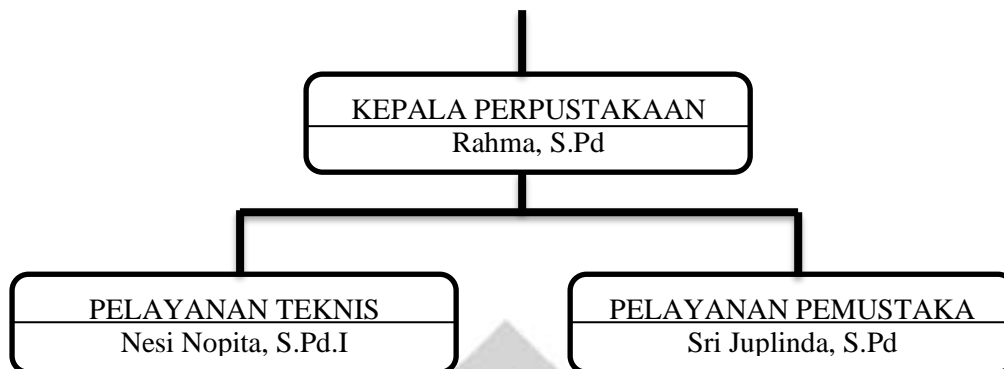 KEPALA PERPUSTAKAAN
Rahma, S.Pd
PELAYANAN TEKNIS
Nesi Nopita, S.Pd.I
PELAYANAN PEMUSTAKA
Sri Juplinda, S.Pd